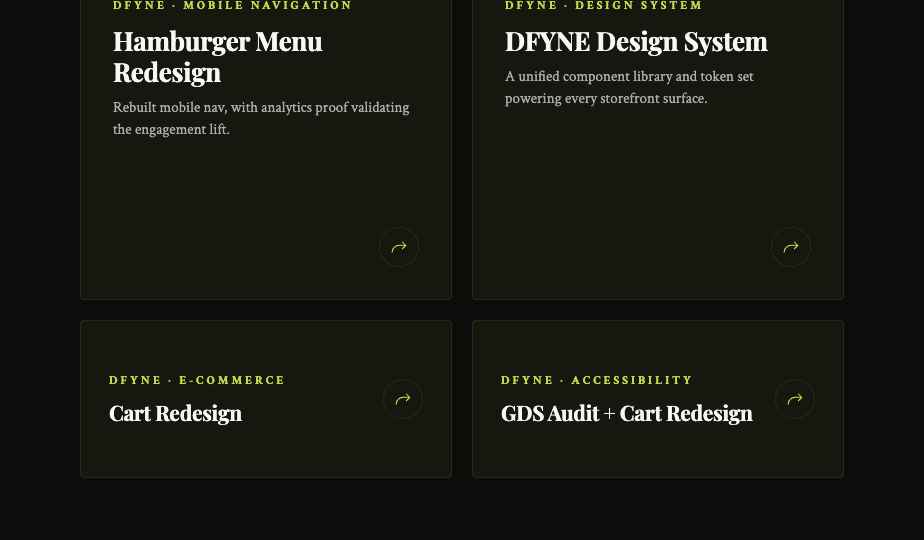 DFYNE · MOBILE NAVIGATION
Hamburger Menu
Redesign
Rebuilt mobile nav, with analytics proof validating
the engagement lift.
DFYNE · DESIGN SYSTEM
DFYNE Design System
A unified component library and token set
powering every storefront surface.
DFYNE · E-COMMERCE
Cart Redesign
DFYNE · ACCESSIBILITY
GDS Audit + Cart Redesign